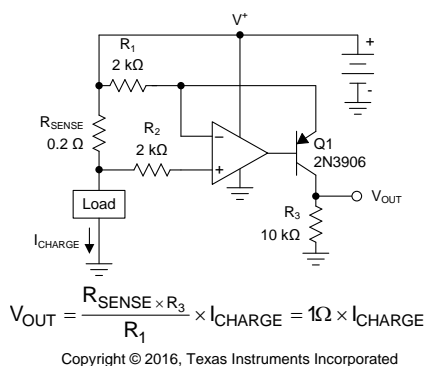 V+
R1
2 kΩ
+
-
RSENSE
0.2 Ω
R2
2 kΩ
−
+
Q1
2N3906
Load
VOUT
ICHARGE
R3
10 kΩ
VOUT = RSENSE × R3 / R1 × ICHARGE = 1Ω × ICHARGE
Copyright © 2016, Texas Instruments Incorporated